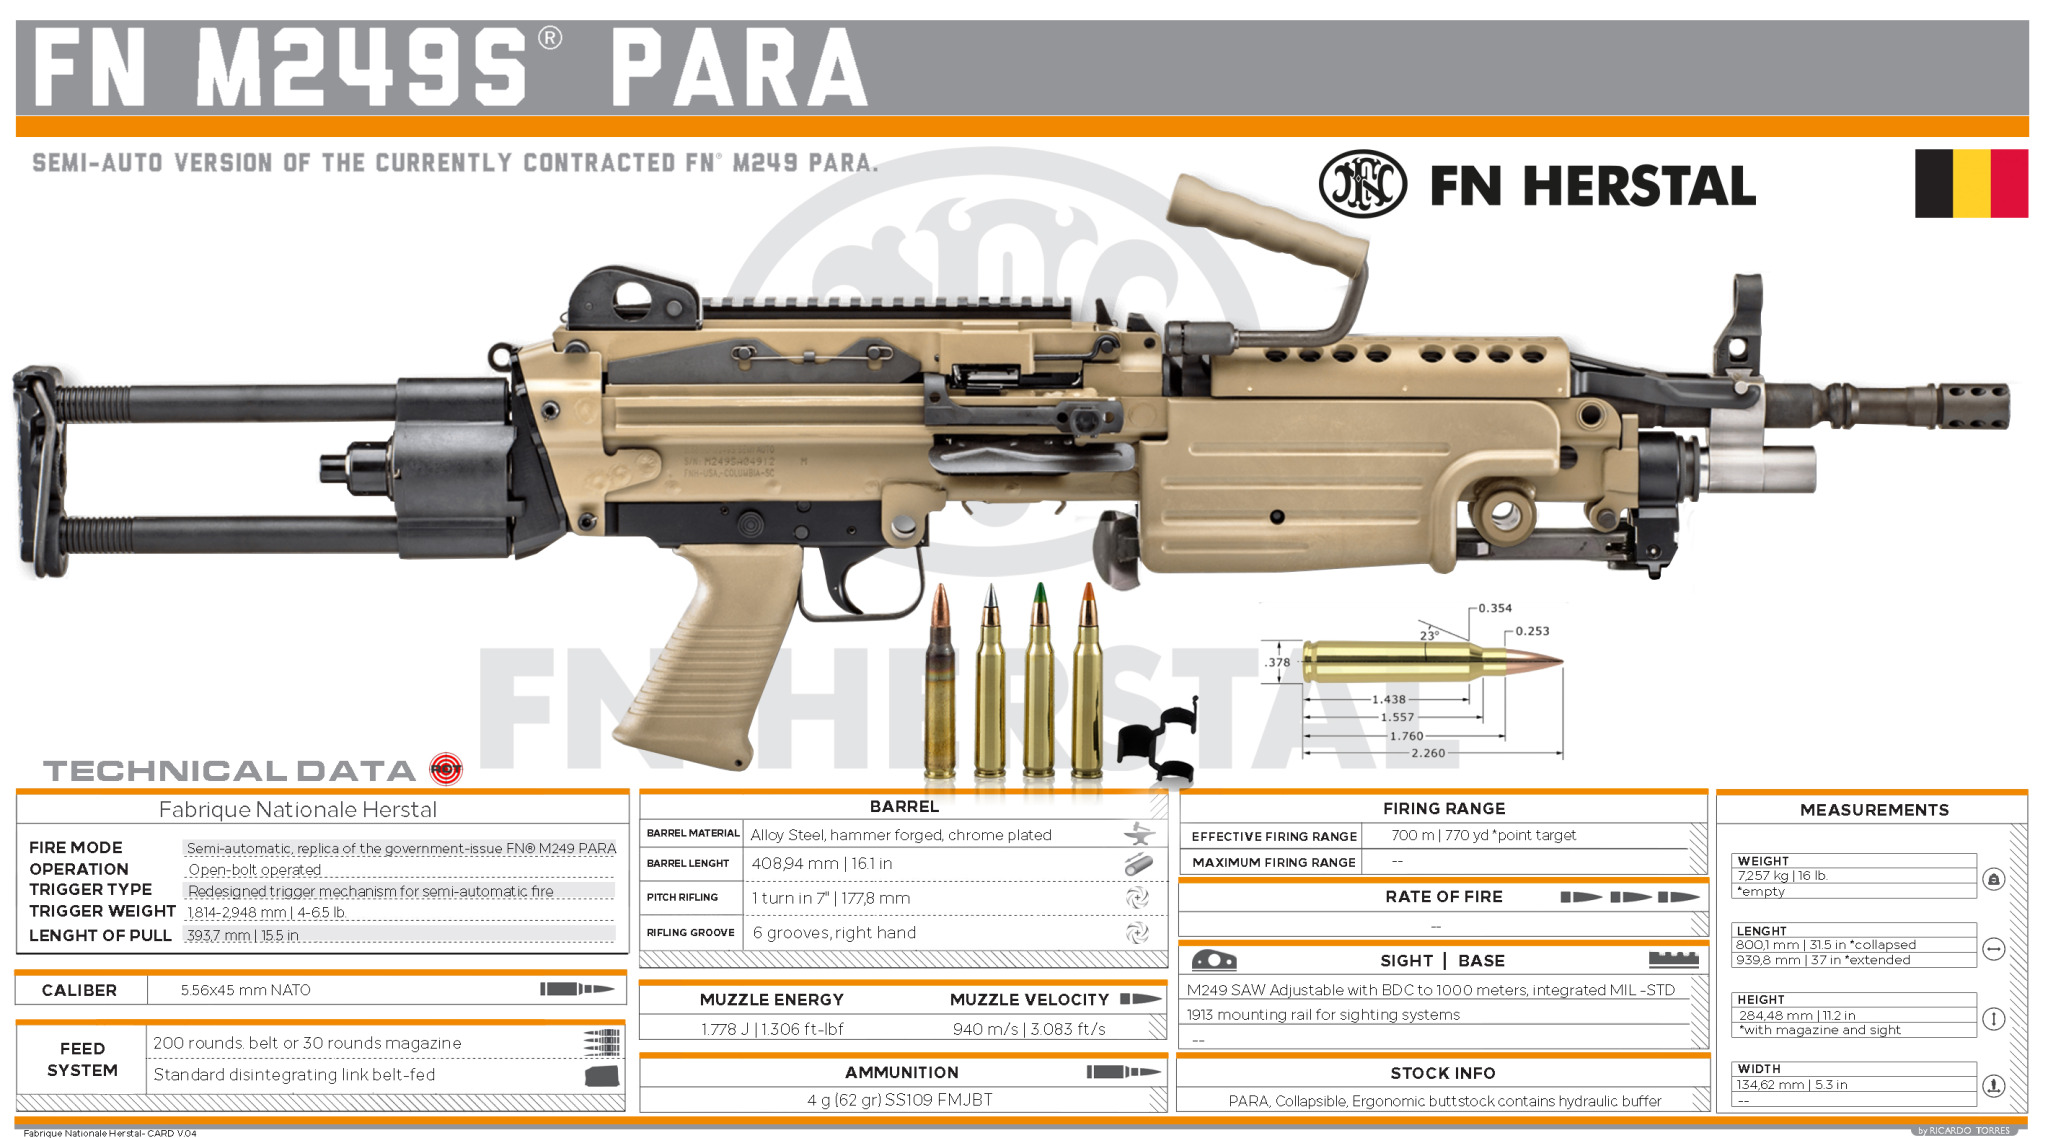 FN M249S® PARA
SEMI-AUTO VERSION OF THE CURRENTLY CONTRACTED FN® M249 PARA.
FN HERSTAL
S/N: M249SA04912 M
FNH-USA,-COLUMBIA-SC
FN HERSTAL
0.354
23°
0.253
.378
1.438
1.557
1.760
2.260
TECHNICAL DATA
Fabrique Nationale Herstal
FIRE MODE Semi-automatic, replica of the government-issue FN® M249 PARA
OPERATION Open-bolt operated
TRIGGER TYPE Redesigned trigger mechanism for semi-automatic fire
TRIGGER WEIGHT 1,814-2,948 mm | 4-6.5 lb.
LENGHT OF PULL 393,7 mm | 15.5 in
CALIBER 5.56x45 mm NATO
FEED SYSTEM
200 rounds. belt or 30 rounds magazine
Standard disintegrating link belt-fed
BARREL
BARREL MATERIAL Alloy Steel, hammer forged, chrome plated
BARREL LENGHT 408,94 mm | 16.1 in
PITCH RIFLING 1 turn in 7" | 177,8 mm
RIFLING GROOVE 6 grooves, right hand
MUZZLE ENERGY MUZZLE VELOCITY
1.778 J | 1.306 ft-lbf 940 m/s | 3.083 ft/s
AMMUNITION
4 g (62 gr) SS109 FMJBT
FIRING RANGE
EFFECTIVE FIRING RANGE 700 m | 770 yd *point target
MAXIMUM FIRING RANGE --
RATE OF FIRE
--
SIGHT | BASE
M249 SAW Adjustable with BDC to 1000 meters, integrated MIL -STD
1913 mounting rail for sighting systems
--
STOCK INFO
PARA, Collapsible, Ergonomic buttstock contains hydraulic buffer
MEASUREMENTS
WEIGHT
7,257 kg | 16 lb.
*empty
LENGHT
800,1 mm | 31.5 in *collapsed
939,8 mm | 37 in *extended
HEIGHT
284,48 mm | 11.2 in
*with magazine and sight
WIDTH
134,62 mm | 5.3 in
--
Fabrique Nationale Herstal- CARD V.04
by RICARDO TORRES